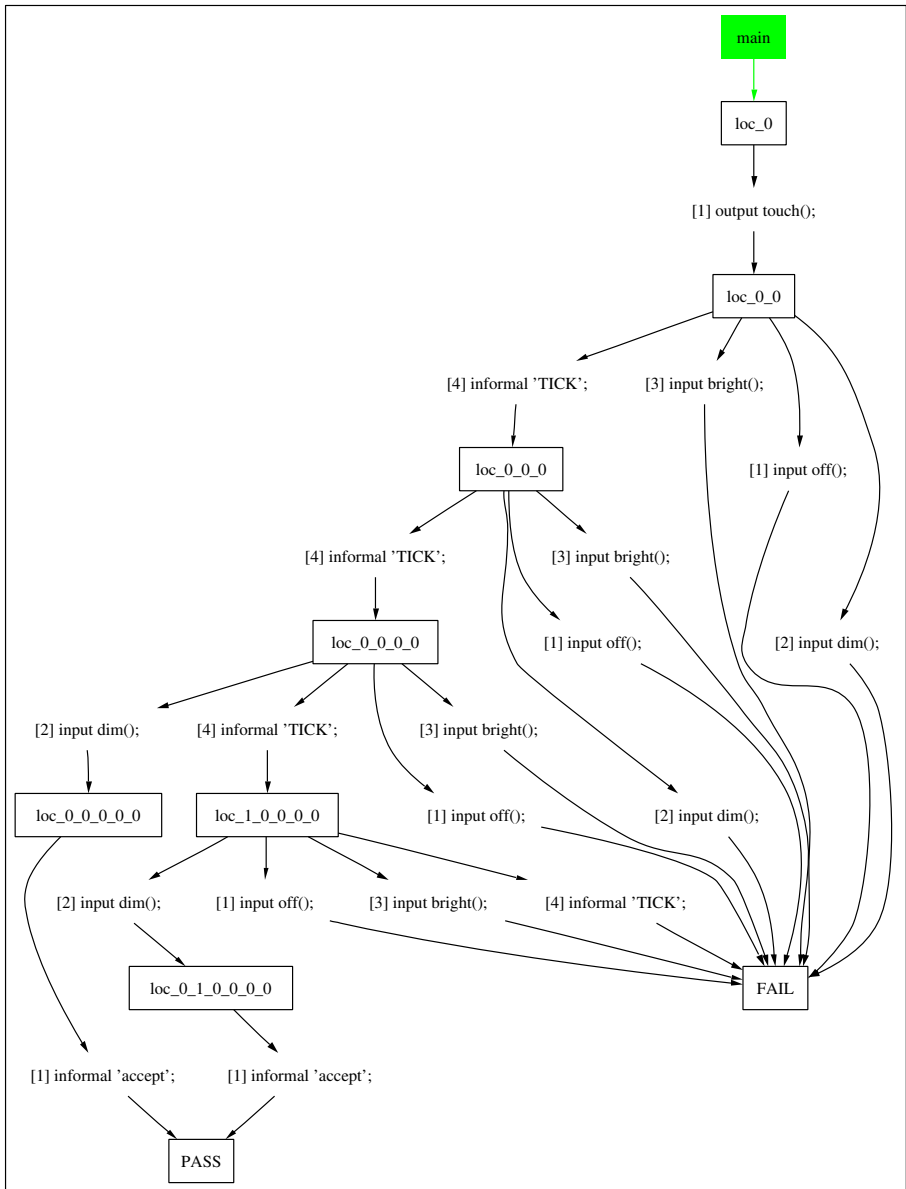 main
loc_0
[1] output touch();
loc_0_0
[4] informal ’TICK’;
[3] input bright();
loc_0_0_0
[1] input off();
[4] informal ’TICK’;
[3] input bright();
loc_0_0_0_0
[1] input off();
[2] input dim();
[2] input dim();
[4] informal ’TICK’;
[3] input bright();
loc_0_0_0_0_0
loc_1_0_0_0_0
[1] input off();
[2] input dim();
[2] input dim();
[1] input off();
[3] input bright();
[4] informal ’TICK’;
loc_0_1_0_0_0_0
FAIL
[1] informal ’accept’;
[1] informal ’accept’;
PASS